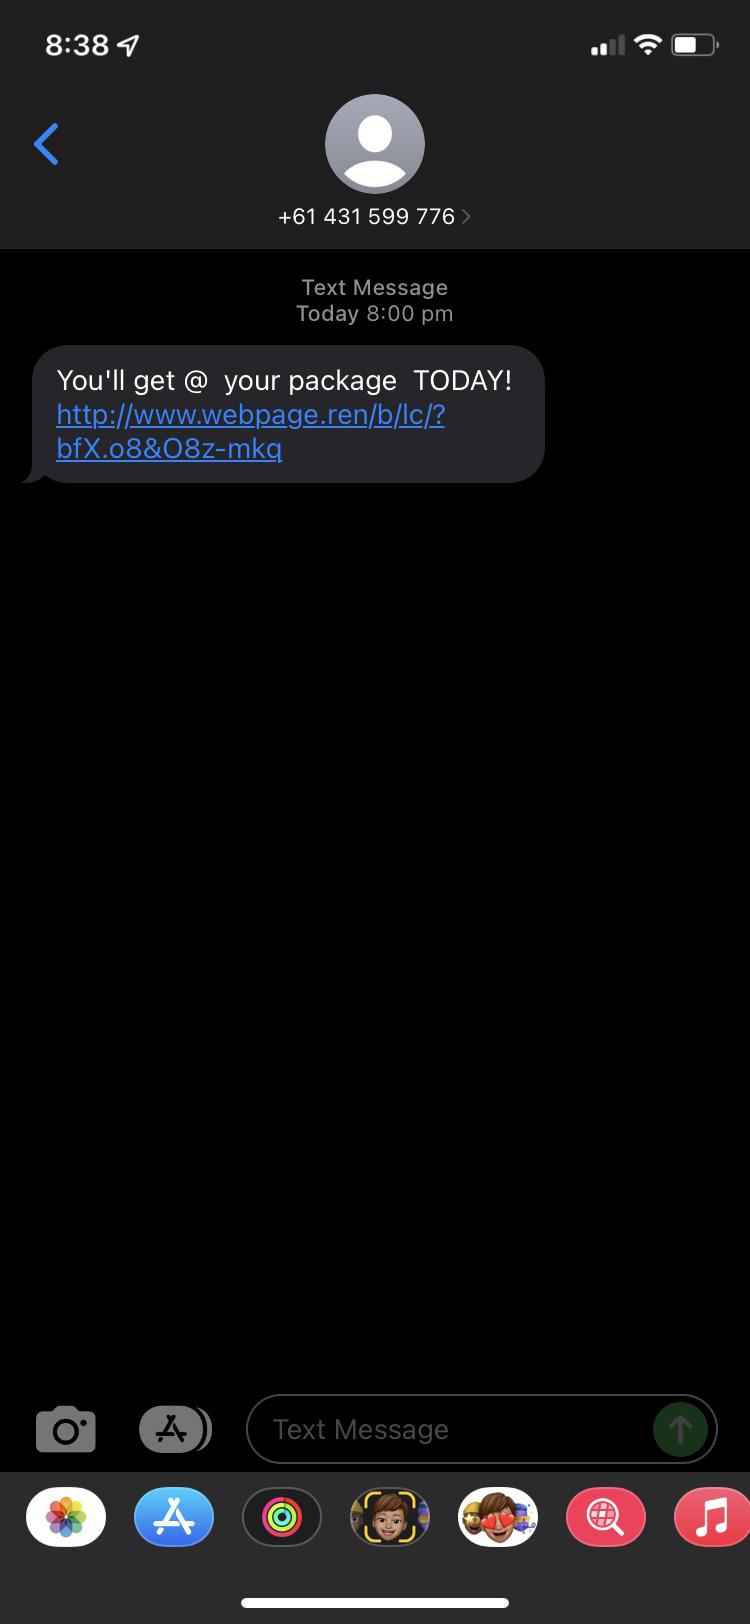 8:38
+61 431 599 776
Text Message
Today 8:00 pm
You'll get @  your package  TODAY!
http://www.webpage.ren/b/lc/?
bfX.o8&O8z-mkq
Text Message